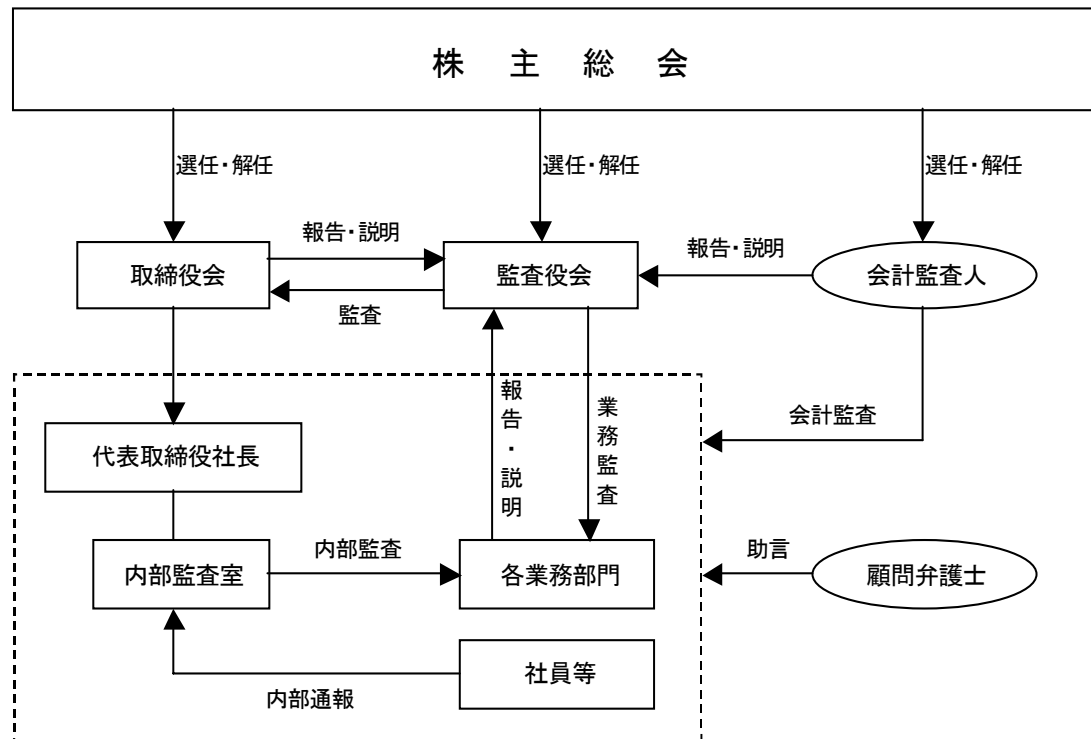 株主総会
選任・解任
選任・解任
選任・解任
取締役会
報告・説明
監査
監査役会
報告・説明
会計監査人
報告・説明
業務監査
会計監査
代表取締役社長
内部監査室
内部監査
各業務部門
助言
顧問弁護士
社員等
内部通報